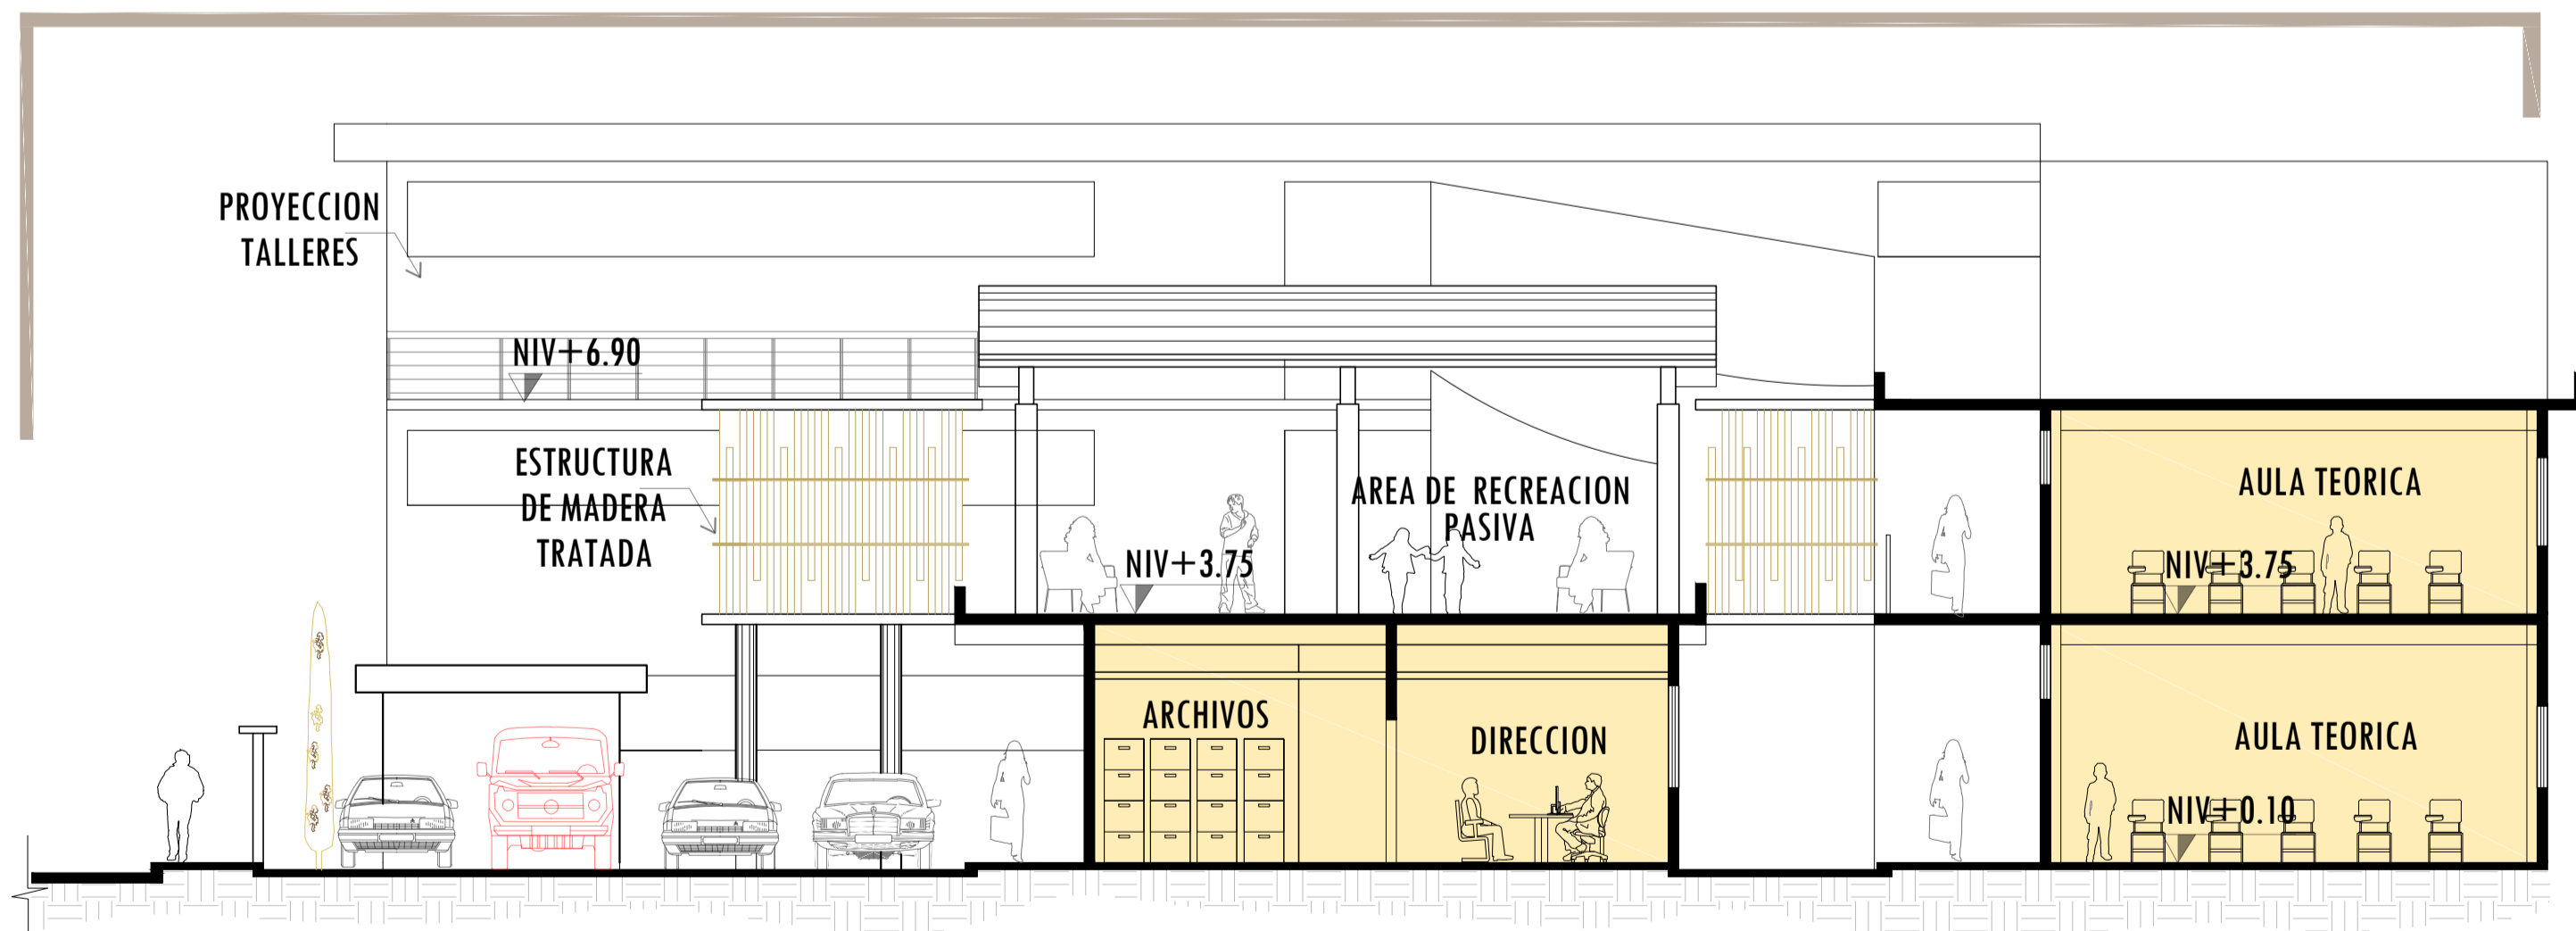 PROYECCION
TALLERES
NIV+6.90
ESTRUCTURA
DE MADERA
TRATADA
AREA DE RECREACION
PASIVA
NIV+3.75
AULA TEORICA
NIV+3.75
ARCHIVOS
DIRECCION
AULA TEORICA
NIV+0.10